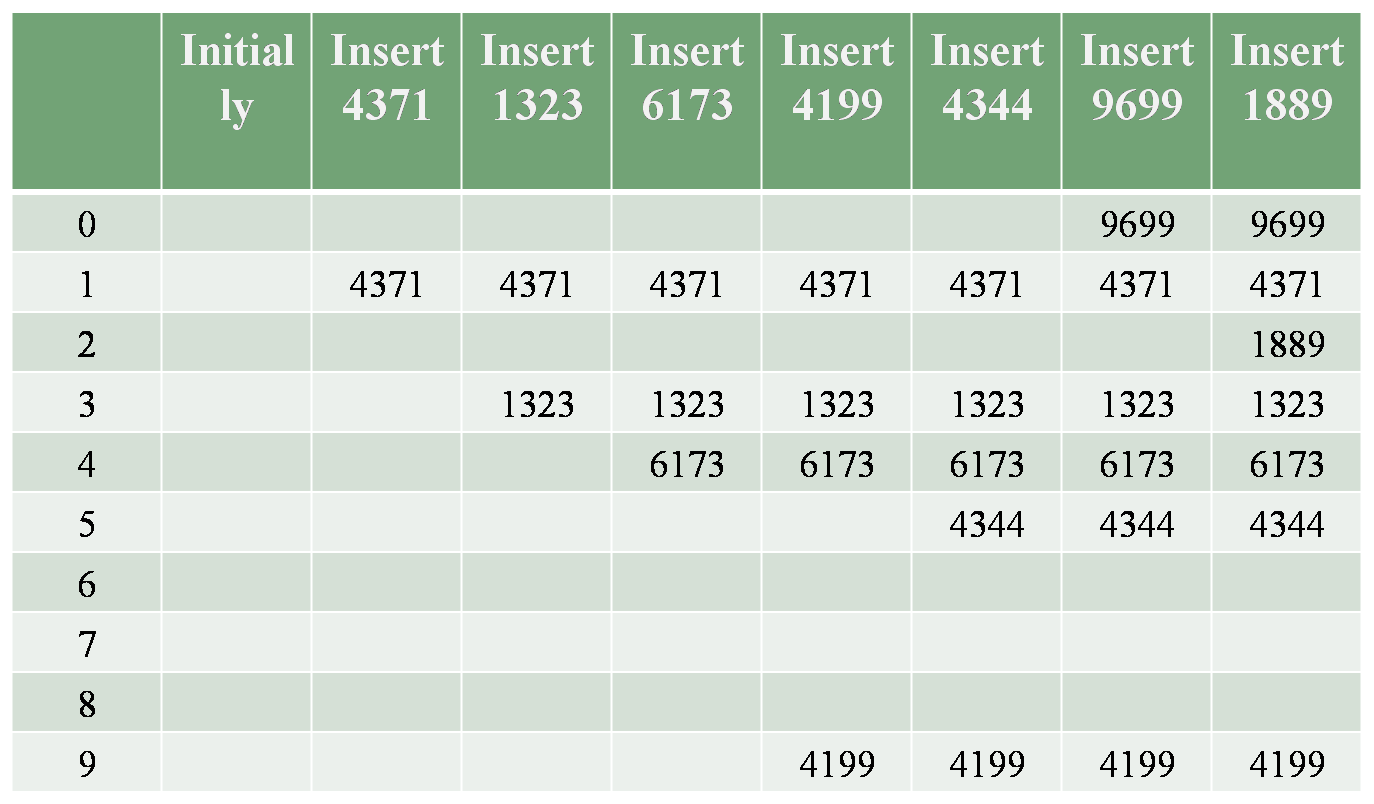 Initial Insert Insert Insert Insert Insert Insert Insert
ly 4371 1323 6173 4199 4344 9699 1889
0 9699 9699
1 4371 4371 4371 4371 4371 4371 4371
2 1889
3 1323 1323 1323 1323 1323 1323
4 6173 6173 6173 6173 6173
5 4344 4344 4344
6
7
8
9 4199 4199 4199 4199